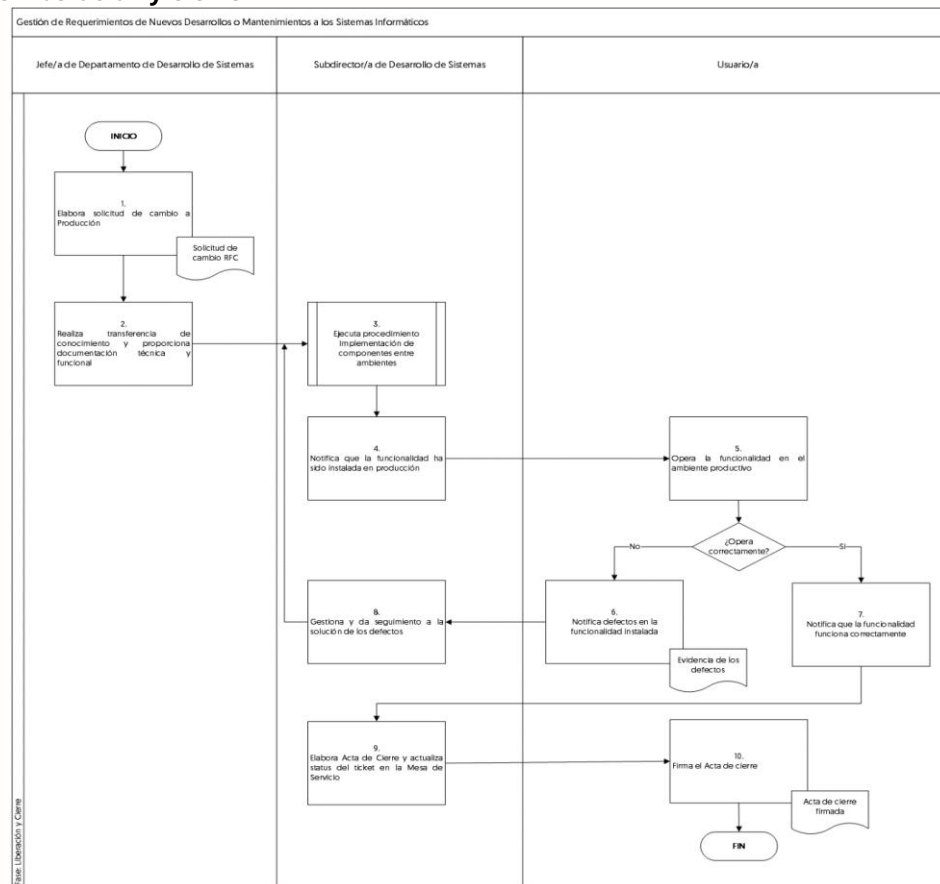 Gestión de Requerimientos de Nuevos Desarrollos o Mantenimientos a los Sistemas Informáticos
Jefe/a de Departamento de Desarrollo de Sistemas
Subdirector/a de Desarrollo de Sistemas
Usuario/a
INICIO
1.
Elabora solicitud de cambio a
Producción
Solicitud de
cambio RFC
2.
Realiza transferencia de
conocimiento y proporciona
documentación técnica y
funcional
3.
Ejecuta procedimiento
Implementación de
componentes entre
ambientes
4.
Notifica que la funcionalidad ha
sido instalada en producción
5.
Opera la funcionalidad en el
ambiente productivo
¿Opera
correctamente?
No
Si
6.
Notifica defectos en la
funcionalidad instalada
Evidencia de los
defectos
7.
Notifica que la funcionalidad
funciona correctamente
8.
Gestiona y da seguimiento a la
solución de los defectos
9.
Elabora Acta de Cierre y actualiza
status del ticket en la Mesa de
Servicio
10.
Firma el Acta de cierre
Acta de cierre
firmada
FIN
Fase: Liberación y Cierre